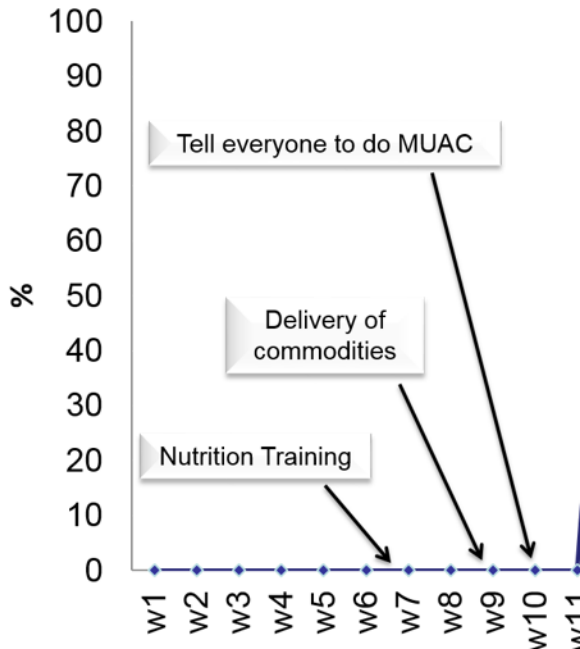 100
90
80
Tell everyone to do MUAC
70
60
%
50
Delivery of
commodities
40
30
20
Nutrition Training
10
0
w1
w2
w3
w4
w5
w6
w7
w8
w9
w10
w11